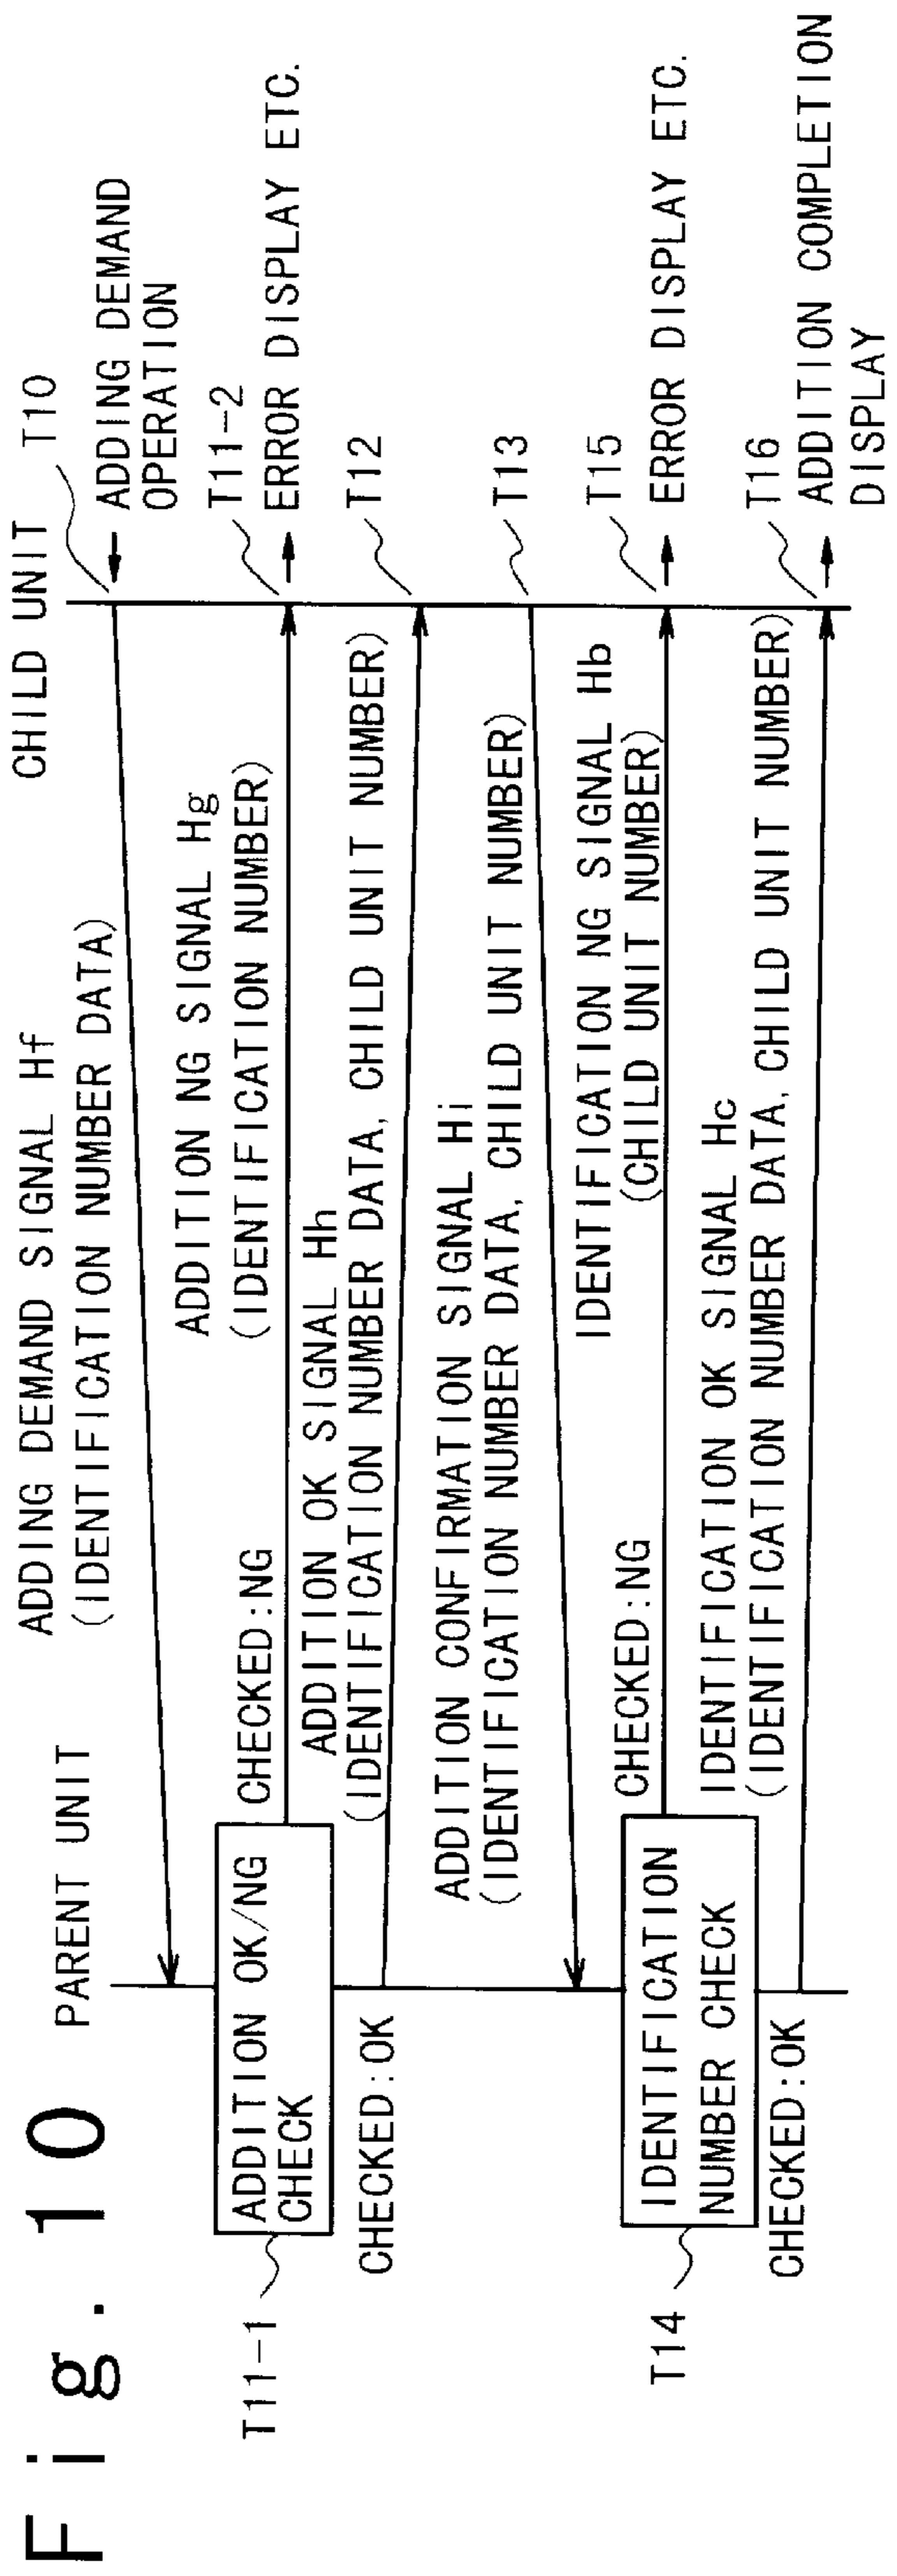 Fig. 10
PARENT UNIT
CHILD UNIT
T10
ADDING DEMAND SIGNAL Hf
(IDENTIFICATION NUMBER DATA)
ADDING DEMAND
OPERATION
T11-1
ADDITION OK/NG
CHECK
CHECKED:NG
ADDITION NG SIGNAL Hg
(IDENTIFICATION NUMBER)
T11-2
ERROR DISPLAY ETC.
CHECKED:OK
ADDITION OK SIGNAL Hh
(IDENTIFICATION NUMBER DATA, CHILD UNIT NUMBER)
T12
ADDITION CONFIRMATION SIGNAL Hi
(IDENTIFICATION NUMBER DATA, CHILD UNIT NUMBER)
T13
T14
IDENTIFICATION
NUMBER CHECK
CHECKED:NG
IDENTIFICATION NG SIGNAL Hb
(CHILD UNIT NUMBER)
T15
ERROR DISPLAY ETC.
CHECKED:OK
IDENTIFICATION OK SIGNAL Hc
(IDENTIFICATION NUMBER DATA, CHILD UNIT NUMBER)
T16
ADDITION COMPLETION
DISPLAY